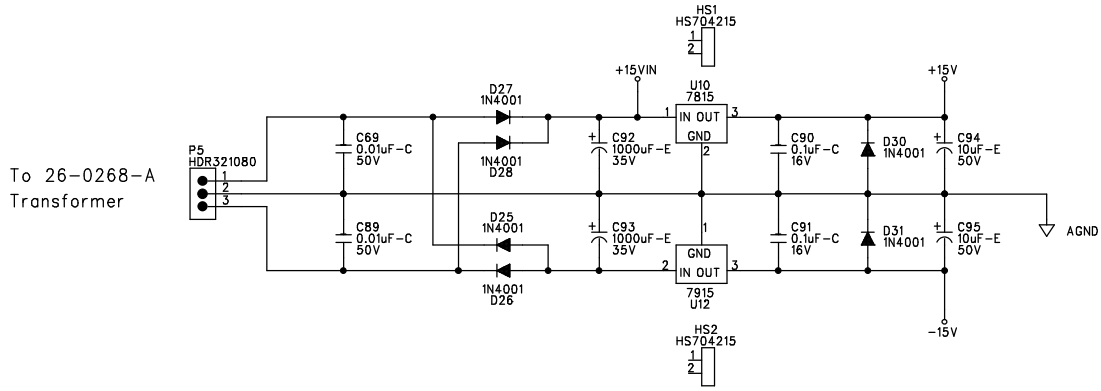 HS1
HS704215
1
2
+15VIN
+15V
D27
1N4001
U10
7815
1
IN OUT
3
GND
2
C69
0.01uF-C
50V
1N4001
D28
+
C92
1000uF-E
35V
C90
0.1uF-C
16V
D30
1N4001
+
C94
10uF-E
50V
P5
HDR321080
To 26-0268-A
Transformer
1
2
3
C89
0.01uF-C
50V
D25
1N4001
1N4001
D26
+
C93
1000uF-E
35V
1
GND
2
IN OUT
3
7915
U12
C91
0.1uF-C
16V
D31
1N4001
+
C95
10uF-E
50V
AGND
-15V
HS2
HS704215
1
2